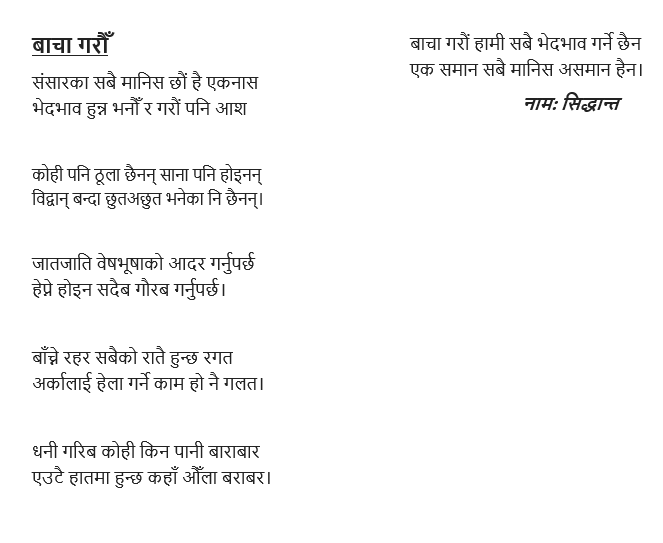 बाचा गरौँ
संसारका सबै मानिस छौं है एकनास
भेदभाव हुन्न भनौँ र गरौं पनि आश
कोही पनि ठूला छैनन् साना पनि होइनन्
विद्वान् बन्दा छुतअछुत भनेका नि छैनन्।
जातजाति वेषभूषाको आदर गर्नुपर्छ
हेप्ने होइन सदैब गौरब गर्नुपर्छ।
बाँच्ने रहर सबैको रातै हुन्छ रगत
अर्कालाई हेला गर्ने काम हो नै गलत।
धनी गरिब कोही किन पानी बाराबार
एउटै हातमा हुन्छ कहाँ औँला बराबर।
बाचा गरौं हामी सबै भेदभाव गर्ने छैन
एक समान सबै मानिस असमान हैन।
नाम: सिद्धान्त